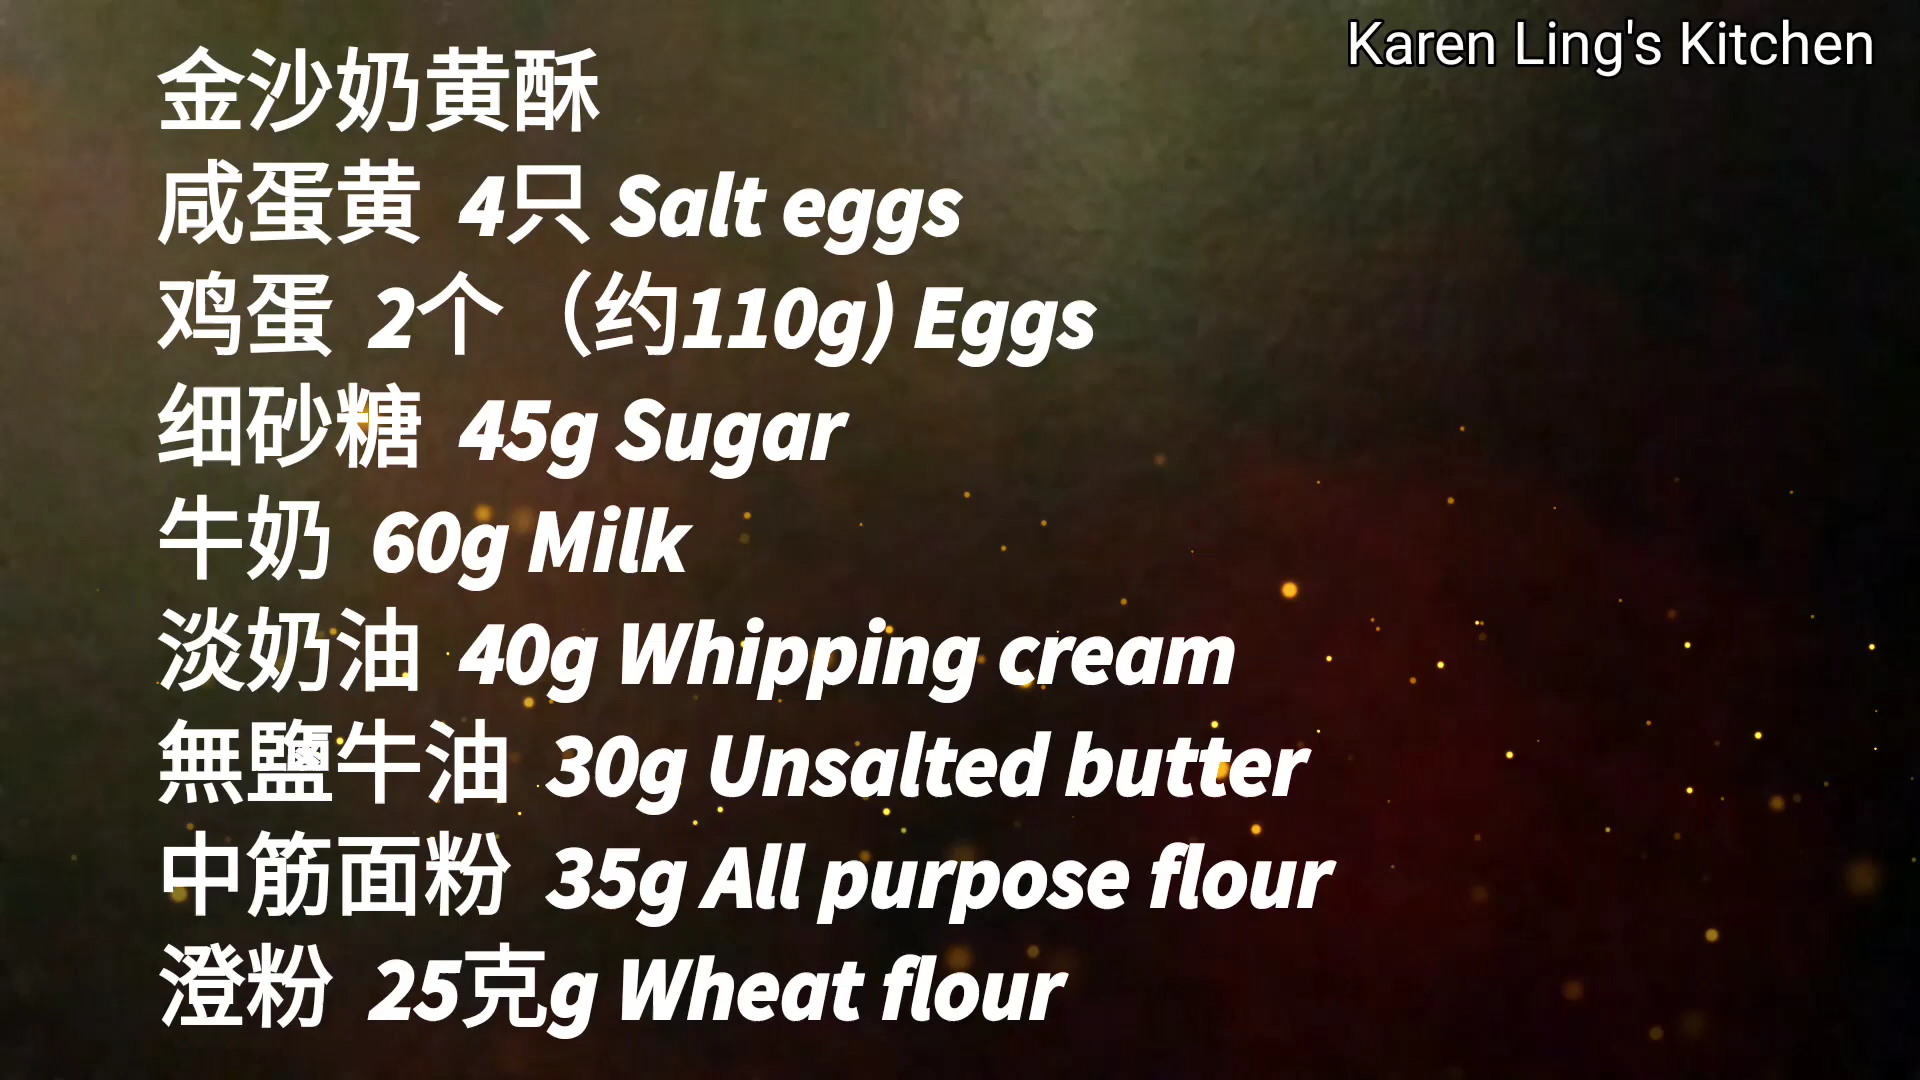 Karen Ling's Kitchen
金沙奶黄酥
咸蛋黄 4只 Salt eggs
鸡蛋 2个（约110g) Eggs
细砂糖 45g Sugar
牛奶 60g Milk
淡奶油 40g Whipping cream
無鹽牛油 30g Unsalted butter
中筋面粉 35g All purpose flour
澄粉 25克g Wheat flour